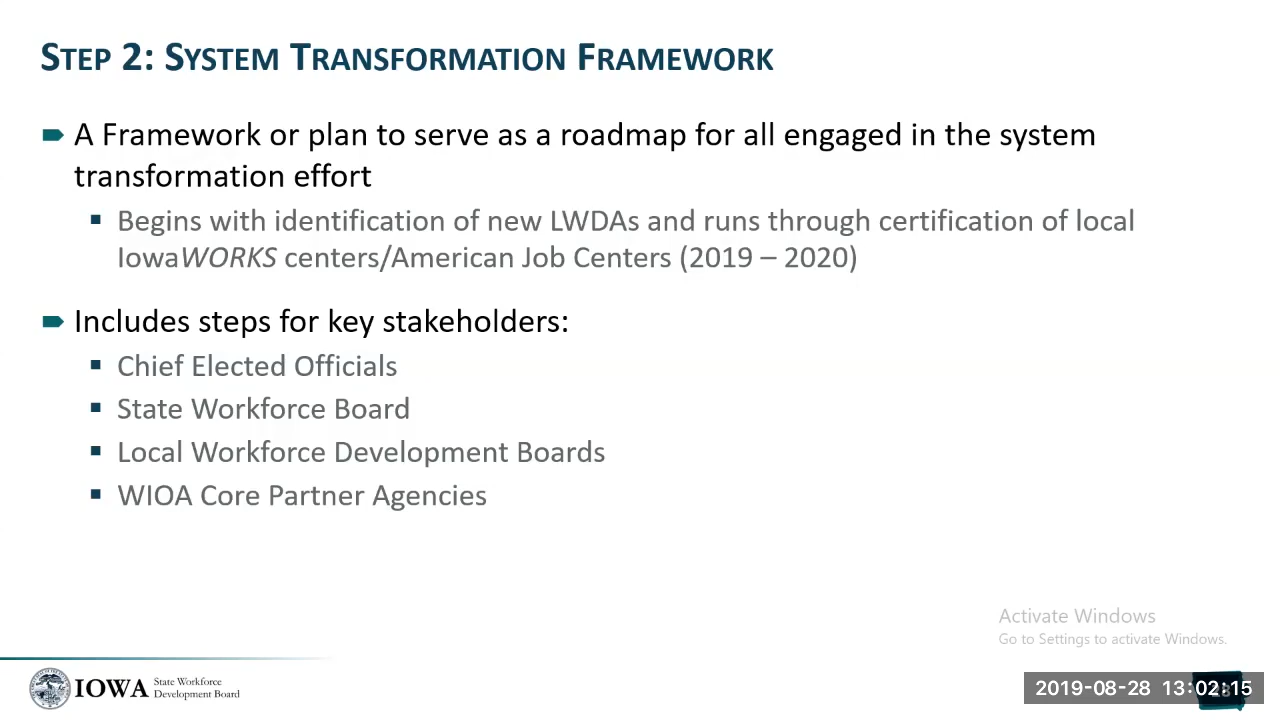 STEP 2: SYSTEM TRANSFORMATION FRAMEWORK
A Framework or plan to serve as a roadmap for all engaged in the system
transformation effort
Begins with identification of new LWDAs and runs through certification of local
IowaWORKS centers/American Job Centers (2019 – 2020)
Includes steps for key stakeholders:
Chief Elected Officials
State Workforce Board
Local Workforce Development Boards
WIOA Core Partner Agencies
Activate Windows
Go to Settings to activate Windows.
IOWA State Workforce
Development Board
2019-08-28 13:02:15